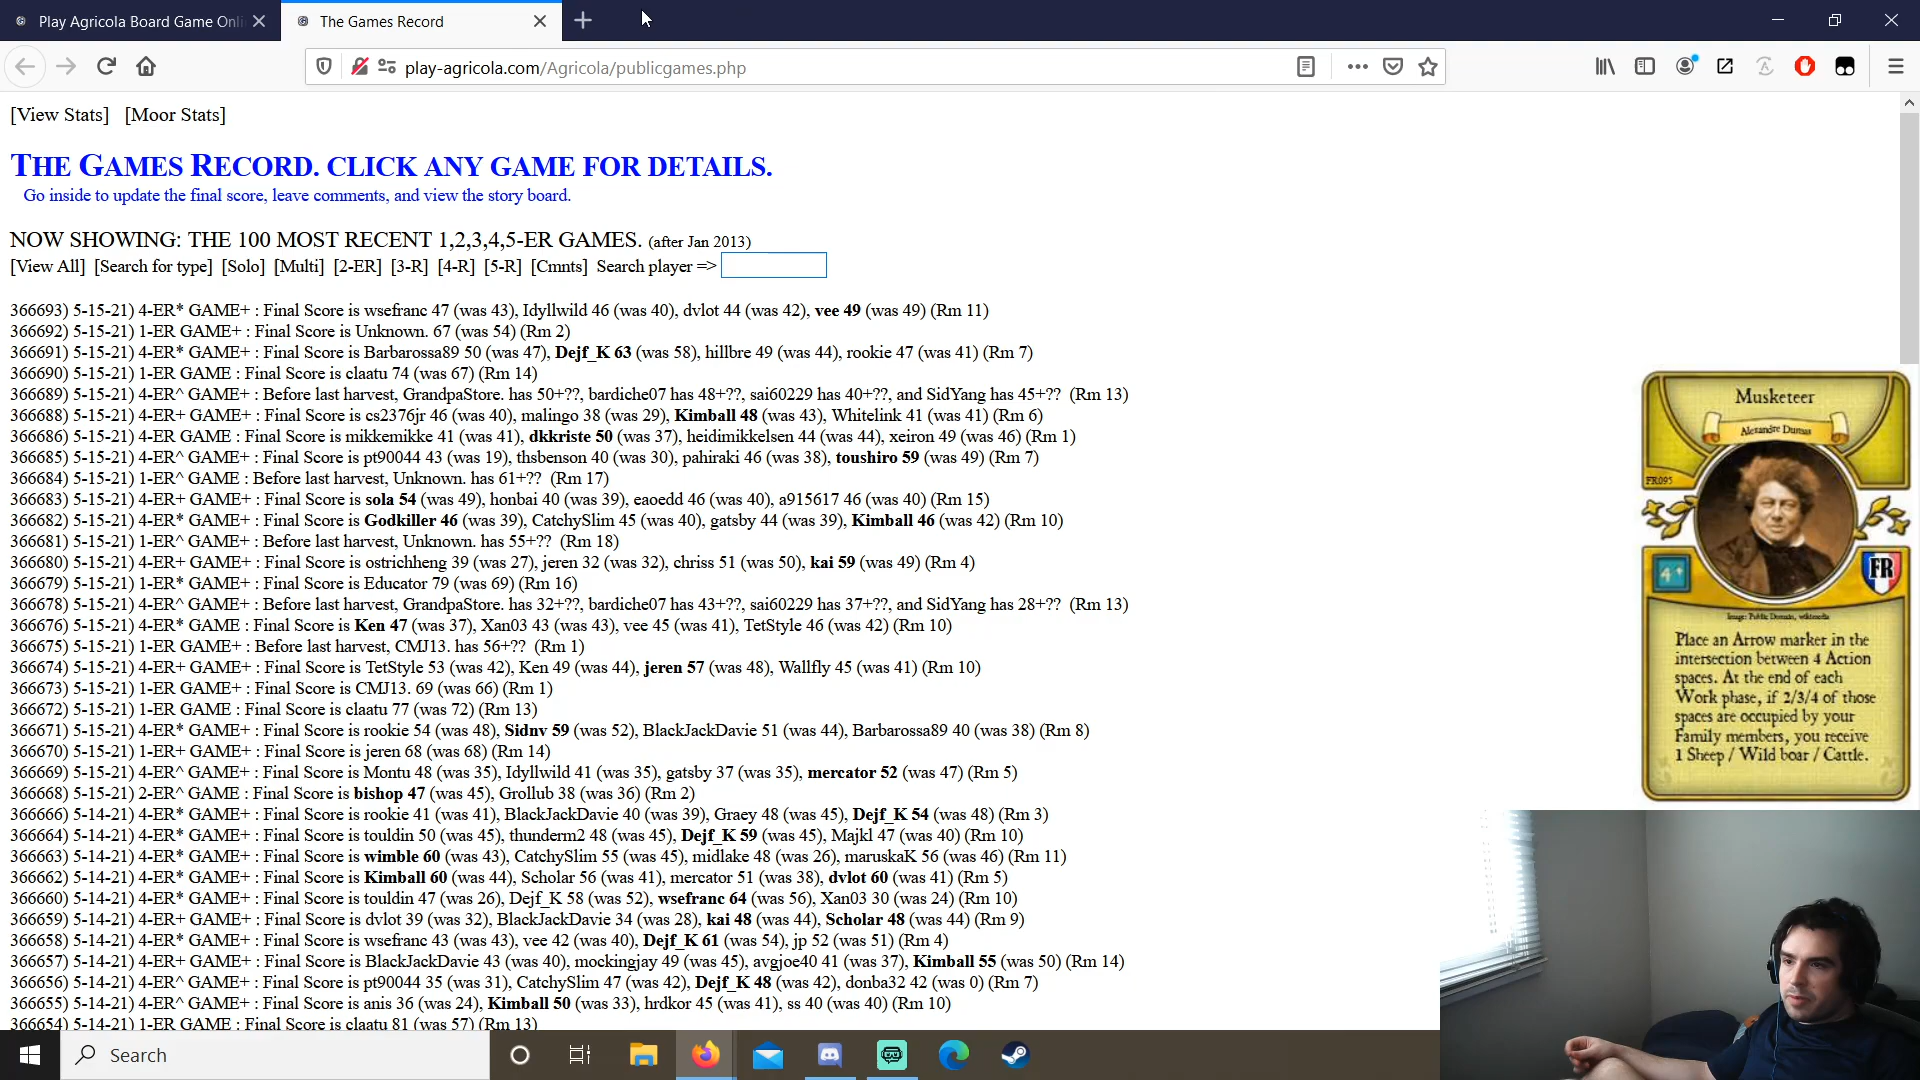 Play Agricola Board Game Onli
The Games Record
play-agricola.com/Agricola/publicgames.php
[View Stats] [Moor Stats]
THE GAMES RECORD. CLICK ANY GAME FOR DETAILS.
Go inside to update the final score, leave comments, and view the story board.
NOW SHOWING: THE 100 MOST RECENT 1,2,3,4,5-ER GAMES. (after Jan 2013)
[View All] [Search for type] [Solo] [Multi] [2-ER] [3-R] [4-R] [5-R] [Cmnts] Search player =>
366693) 5-15-21) 4-ER* GAME+ : Final Score is wsefranc 47 (was 43), Idyllwild 46 (was 40), dvlot 44 (was 42), vee 49 (was 49) (Rm 11)
366692) 5-15-21) 1-ER GAME+ : Final Score is Unknown. 67 (was 54) (Rm 2)
366691) 5-15-21) 4-ER* GAME+ : Final Score is Barbarossa89 50 (was 47), Dejf_K 63 (was 58), hillbre 49 (was 44), rookie 47 (was 41) (Rm 7)
366690) 5-15-21) 1-ER GAME : Final Score is claatu 74 (was 67) (Rm 14)
366689) 5-15-21) 4-ER^ GAME+ : Before last harvest, GrandpaStore. has 50+??, bardiche07 has 48+??, sai60229 has 40+??, and SidYang has 45+?? (Rm 13)
366688) 5-15-21) 4-ER+ GAME+ : Final Score is cs2376jr 46 (was 40), malingo 38 (was 29), Kimball 48 (was 43), Whitelink 41 (was 41) (Rm 6)
366686) 5-15-21) 4-ER GAME : Final Score is mikkemikke 41 (was 41), dkkriste 50 (was 37), heidimikkelsen 44 (was 44), xeiron 49 (was 46) (Rm 1)
366685) 5-15-21) 4-ER^ GAME+ : Final Score is pt90044 43 (was 19), thsbenson 40 (was 30), pahiraki 46 (was 38), toushiro 59 (was 49) (Rm 7)
366684) 5-15-21) 1-ER^ GAME : Before last harvest, Unknown. has 61+?? (Rm 17)
366683) 5-15-21) 4-ER+ GAME+ : Final Score is sola 54 (was 49), honbai 40 (was 39), eaoedd 46 (was 40), a915617 46 (was 40) (Rm 15)
366682) 5-15-21) 4-ER* GAME+ : Final Score is Godkiller 46 (was 39), CatchySlim 45 (was 40), gatsby 44 (was 39), Kimball 46 (was 42) (Rm 10)
366681) 5-15-21) 1-ER^ GAME+ : Before last harvest, Unknown. has 55+?? (Rm 18)
366680) 5-15-21) 4-ER+ GAME+ : Final Score is ostrichheng 39 (was 27), jeren 32 (was 32), chriss 51 (was 50), kai 59 (was 49) (Rm 4)
366679) 5-15-21) 1-ER* GAME+ : Final Score is Educator 79 (was 69) (Rm 16)
366678) 5-15-21) 4-ER^ GAME+ : Before last harvest, GrandpaStore. has 32+??, bardiche07 has 43+??, sai60229 has 37+??, and SidYang has 28+?? (Rm 13)
366676) 5-15-21) 4-ER* GAME : Final Score is Ken 47 (was 37), Xan03 43 (was 43), vee 45 (was 41), TetStyle 46 (was 42) (Rm 10)
366675) 5-15-21) 1-ER GAME+ : Before last harvest, CMJ13. has 56+?? (Rm 1)
366674) 5-15-21) 4-ER+ GAME+ : Final Score is TetStyle 53 (was 42), Ken 49 (was 44), jeren 57 (was 48), Wallfly 45 (was 41) (Rm 10)
366673) 5-15-21) 1-ER GAME+ : Final Score is CMJ13. 69 (was 66) (Rm 1)
366672) 5-15-21) 1-ER GAME : Final Score is claatu 77 (was 72) (Rm 13)
366671) 5-15-21) 4-ER* GAME+ : Final Score is rookie 54 (was 48), Sidnv 59 (was 52), BlackJackDavie 51 (was 44), Barbarossa89 40 (was 38) (Rm 8)
366670) 5-15-21) 1-ER+ GAME+ : Final Score is jeren 68 (was 68) (Rm 14)
366669) 5-15-21) 4-ER^ GAME+ : Final Score is Montu 48 (was 35), Idyllwild 41 (was 35), gatsby 37 (was 35), mercator 52 (was 47) (Rm 5)
366668) 5-15-21) 2-ER^ GAME : Final Score is bishop 47 (was 45), Grollub 38 (was 36) (Rm 2)
366666) 5-14-21) 4-ER* GAME+ : Final Score is rookie 41 (was 41), BlackJackDavie 40 (was 39), Graey 48 (was 45), Dejf_K 54 (was 48) (Rm 3)
366664) 5-14-21) 4-ER* GAME+ : Final Score is touldin 50 (was 45), thunderm2 48 (was 45), Dejf_K 59 (was 45), Majkl 47 (was 40) (Rm 10)
366663) 5-14-21) 4-ER* GAME+ : Final Score is wimble 60 (was 43), CatchySlim 55 (was 45), midlake 48 (was 26), maruskaK 56 (was 46) (Rm 11)
366662) 5-14-21) 4-ER* GAME+ : Final Score is Kimball 60 (was 44), Scholar 56 (was 41), mercator 51 (was 38), dvlot 60 (was 41) (Rm 5)
366660) 5-14-21) 4-ER* GAME+ : Final Score is touldin 47 (was 26), Dejf_K 58 (was 52), wsefranc 64 (was 56), Xan03 30 (was 24) (Rm 10)
366659) 5-14-21) 4-ER+ GAME+ : Final Score is dvlot 39 (was 32), BlackJackDavie 34 (was 28), kai 48 (was 44), Scholar 48 (was 44) (Rm 9)
366658) 5-14-21) 4-ER* GAME+ : Final Score is wsefranc 43 (was 43), vee 42 (was 40), Dejf_K 61 (was 54), jp 52 (was 51) (Rm 4)
366657) 5-14-21) 4-ER+ GAME+ : Final Score is BlackJackDavie 43 (was 40), mockingjay 49 (was 45), avgjoe40 41 (was 37), Kimball 55 (was 50) (Rm 14)
366656) 5-14-21) 4-ER^ GAME+ : Final Score is pt90044 35 (was 31), CatchySlim 47 (was 42), Dejf_K 48 (was 42), donba32 42 (was 0) (Rm 7)
366655) 5-14-21) 4-ER^ GAME+ : Final Score is anis 36 (was 24), Kimball 50 (was 33), hrdkor 45 (was 41), ss 40 (was 40) (Rm 10)
366654) 5-14-21) 1-ER GAME : Final Score is claatu 81 (was 57) (Rm 13)
Musketeer
Alexandre Dumas
FR095
4+
FR
Image: Public Domain, wikimedia
Place an Arrow marker in the
intersection between 4 Action
spaces. At the end of each
Work phase, if 2/3/4 of those
spaces are occupied by your
Family members, you receive
1 Sheep / Wild boar / Cattle.
Search